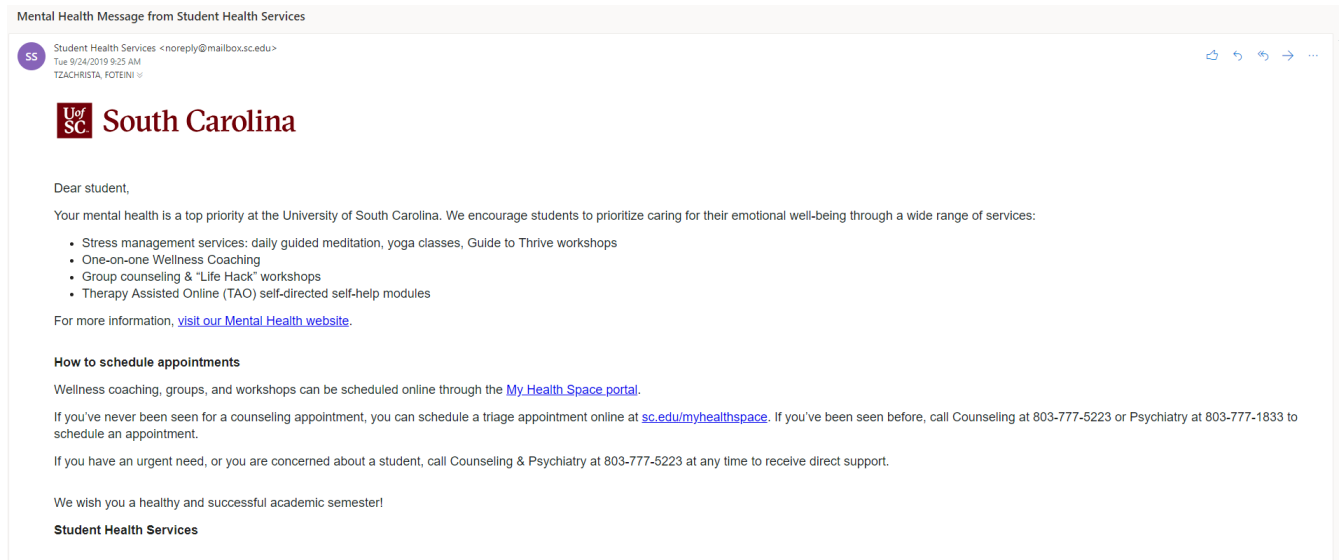 Mental Health Message from Student Health Services
SS
Student Health Services <noreply@mailbox.sc.edu>
Tue 9/24/2019 9:25 AM
TZACHRISTA, FOTEINI
Uof
SC
South Carolina
Dear student,
Your mental health is a top priority at the University of South Carolina. We encourage students to prioritize caring for their emotional well-being through a wide range of services:
• Stress management services: daily guided meditation, yoga classes, Guide to Thrive workshops
• One-on-one Wellness Coaching
• Group counseling & “Life Hack” workshops
• Therapy Assisted Online (TAO) self-directed self-help modules
For more information, visit our Mental Health website.
How to schedule appointments
Wellness coaching, groups, and workshops can be scheduled online through the My Health Space portal.
If you’ve never been seen for a counseling appointment, you can schedule a triage appointment online at sc.edu/myhealthspace. If you’ve been seen before, call Counseling at 803-777-5223 or Psychiatry at 803-777-1833 to
schedule an appointment.
If you have an urgent need, or you are concerned about a student, call Counseling & Psychiatry at 803-777-5223 at any time to receive direct support.
We wish you a healthy and successful academic semester!
Student Health Services